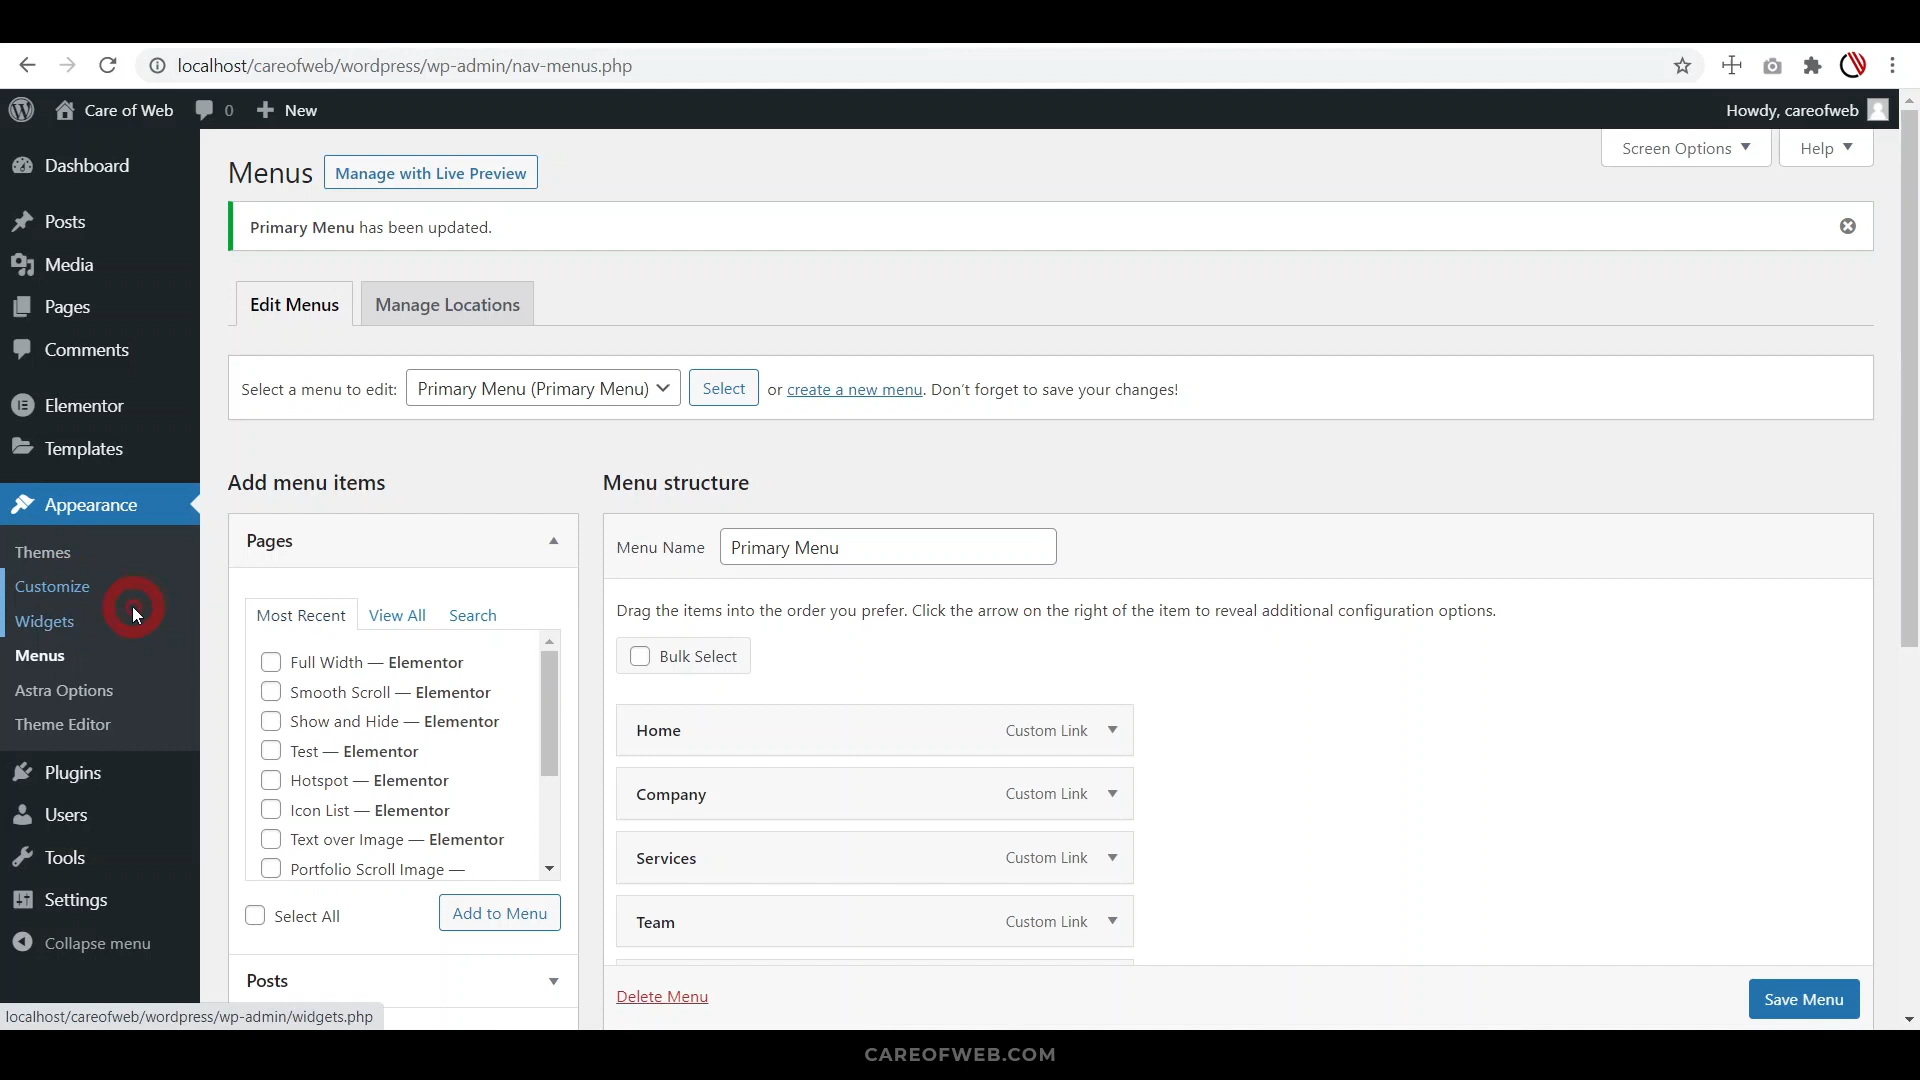 localhost/careofweb/wordpress/wp-admin/nav-menus.php
Care of Web 0 New Howdy, careofweb
Screen Options Help
Dashboard
Posts
Media
Pages
Comments
Elementor
Templates
Appearance
Themes
Customize
Widgets
Menus
Astra Options
Theme Editor
Plugins
Users
Tools
Settings
Collapse menu
Menus Manage with Live Preview
Primary Menu has been updated.
Edit Menus Manage Locations
Select a menu to edit: Primary Menu (Primary Menu) Select or create a new menu. Don’t forget to save your changes!
Add menu items
Pages
Most Recent View All Search
Full Width — Elementor
Smooth Scroll — Elementor
Show and Hide — Elementor
Test — Elementor
Hotspot — Elementor
Icon List — Elementor
Text over Image — Elementor
Portfolio Scroll Image —
Select All Add to Menu
Posts
Menu structure
Menu Name Primary Menu
Drag the items into the order you prefer. Click the arrow on the right of the item to reveal additional configuration options.
Bulk Select
Home Custom Link
Company Custom Link
Services Custom Link
Team Custom Link
Delete Menu Save Menu
localhost/careofweb/wordpress/wp-admin/widgets.php
CAREOFWEB.COM